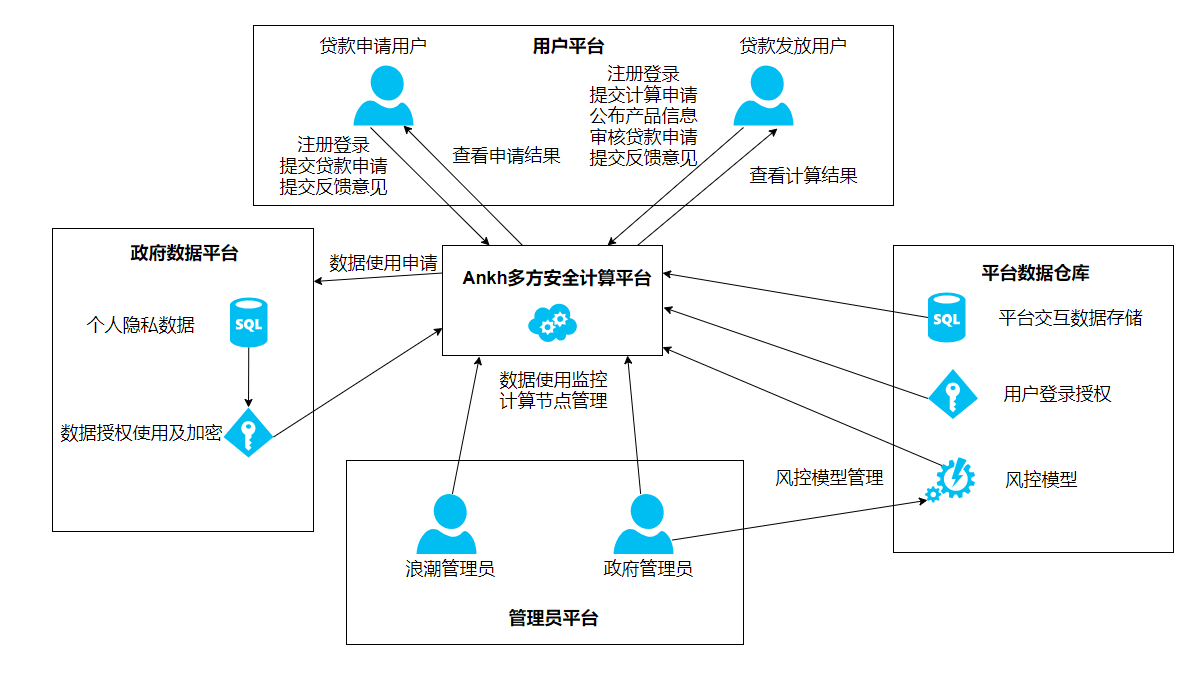 贷款申请用户
用户平台
贷款发放用户
注册登录
提交计算申请
公布产品信息
审核贷款申请
提交反馈意见
注册登录
提交贷款申请
提交反馈意见
查看申请结果
查看计算结果
政府数据平台
数据使用申请
Ankh多方安全计算平台
平台数据仓库
个人隐私数据
SQL
SQL
平台交互数据存储
数据使用监控
计算节点管理
用户登录授权
数据授权使用及加密
风控模型管理
风控模型
浪潮管理员
政府管理员
管理员平台